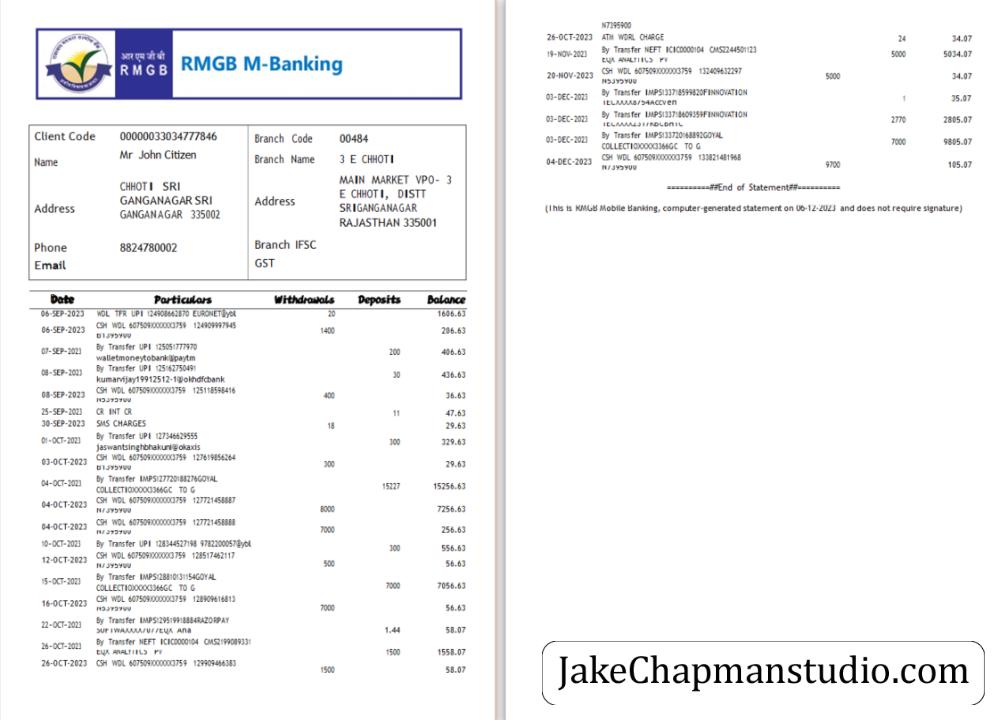 आर एम जी बी
RMGB
RMGB M-Banking
Client Code 00000033034777846
Name Mr John Citizen
Address CHHOTI SRI
GANGANAGAR SRI
GANGANAGAR 335002
Phone 8824780002
Email
Branch Code 00484
Branch Name 3 E CHHOTI
Address MAIN MARKET VPO- 3
E CHHOTI, DISTT
SRIGANGANAGAR
RAJASTHAN 335001
Branch IFSC
GST
Date Particulars Withdrawals Deposits Balance
06-SEP-2023 WDL TFR UPI 124908662870 EURONET@ybl 20 1606.63
06-SEP-2023 CSH WDL 607509XXXXXX3759 124909997945 1400 206.63
B1395900
07-SEP-2023 By Transfer UPI 125051777970 200 406.63
walletmoneytobank@paytm
08-SEP-2023 By Transfer UPI 125162750491 30 436.63
kumarvijay19912512-1@okhdfcbank
08-SEP-2023 CSH WDL 607509XXXXXX3759 125118598416 400 36.63
N5395900
25-SEP-2023 CR INT CR 11 47.63
30-SEP-2023 SMS CHARGES 18 29.63
01-OCT-2023 By Transfer UPI 127346629555 300 329.63
jaswantsinghbhakuni@okaxis
03-OCT-2023 CSH WDL 607509XXXXXX3759 127619856264 300 29.63
B1395900
04-OCT-2023 By Transfer IMPS127720188276GOYAL 15227 15256.63
COLLECTIOXXXX3366GC TO G
04-OCT-2023 CSH WDL 607509XXXXXX3759 127721458887 8000 7256.63
N7395900
04-OCT-2023 CSH WDL 607509XXXXXX3759 127721458888 7000 256.63
N7395900
10-OCT-2023 By Transfer UPI 128344527198 9782200057@ybl 300 556.63
12-OCT-2023 CSH WDL 607509XXXXXX3759 128517462117 500 56.63
N7395900
15-OCT-2023 By Transfer IMPS128810131154GOYAL 7000 7056.63
COLLECTIOXXXX3366GC TO G
16-OCT-2023 CSH WDL 607509XXXXXX3759 128909616813 7000 56.63
N5395900
22-OCT-2023 By Transfer IMPS129519918884RAZORPAY 1.44 58.07
SOFTWAXXXX7077EQX Ana
26-OCT-2023 By Transfer NEFT ICIC0000104 CMS2199089331 1500 1558.07
EQX ANALYTICS PV
26-OCT-2023 CSH WDL 607509XXXXXX3759 129909466383 1500 58.07
N7395900
26-OCT-2023 ATM WDRL CHARGE 24 34.07
19-NOV-2023 By Transfer NEFT ICIC0000104 CMS2244501123 5000 5034.07
EQX ANALYTICS PV
20-NOV-2023 CSH WDL 607509XXXXXX3759 132409632297 5000 34.07
N5395900
03-DEC-2023 By Transfer IMPS133718599820FINNOVATION 1 35.07
TECXXXX8754Accven
03-DEC-2023 By Transfer IMPS133718609359FINNOVATION 2770 2805.07
03-DEC-2023 By Transfer IMPS133720168892GOYAL 7000 9805.07
COLLECTIOXXXX3366GC TO G
04-DEC-2023 CSH WDL 607509XXXXXX3759 133821481968 9700 105.07
N7395900
==========##End of Statement##==========
(This is RMGB Mobile Banking, computer-generated statement on 06-12-2023 and does not require signature)
JakeChapmanstudio.com